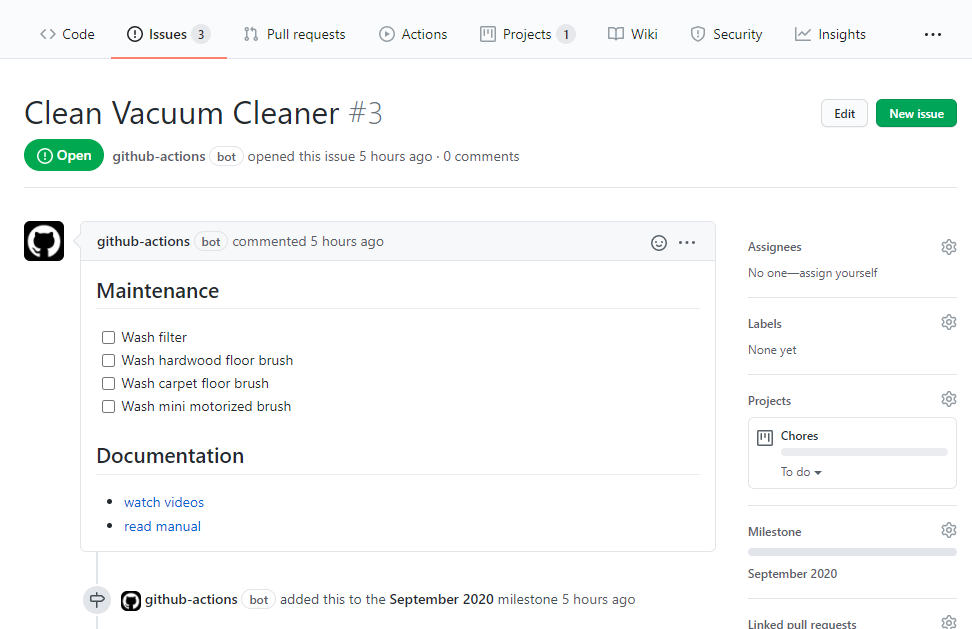 Code Issues 3 Pull requests Actions Projects 1 Wiki Security Insights ...
Clean Vacuum Cleaner #3
Edit New issue
Open github-actions bot opened this issue 5 hours ago · 0 comments
github-actions bot commented 5 hours ago ...
Maintenance
Wash filter
Wash hardwood floor brush
Wash carpet floor brush
Wash mini motorized brush
Documentation
• watch videos
• read manual
github-actions bot added this to the September 2020 milestone 5 hours ago
Assignees
No one—assign yourself
Labels
None yet
Projects
Chores
To do
Milestone
September 2020
Linked pull requests